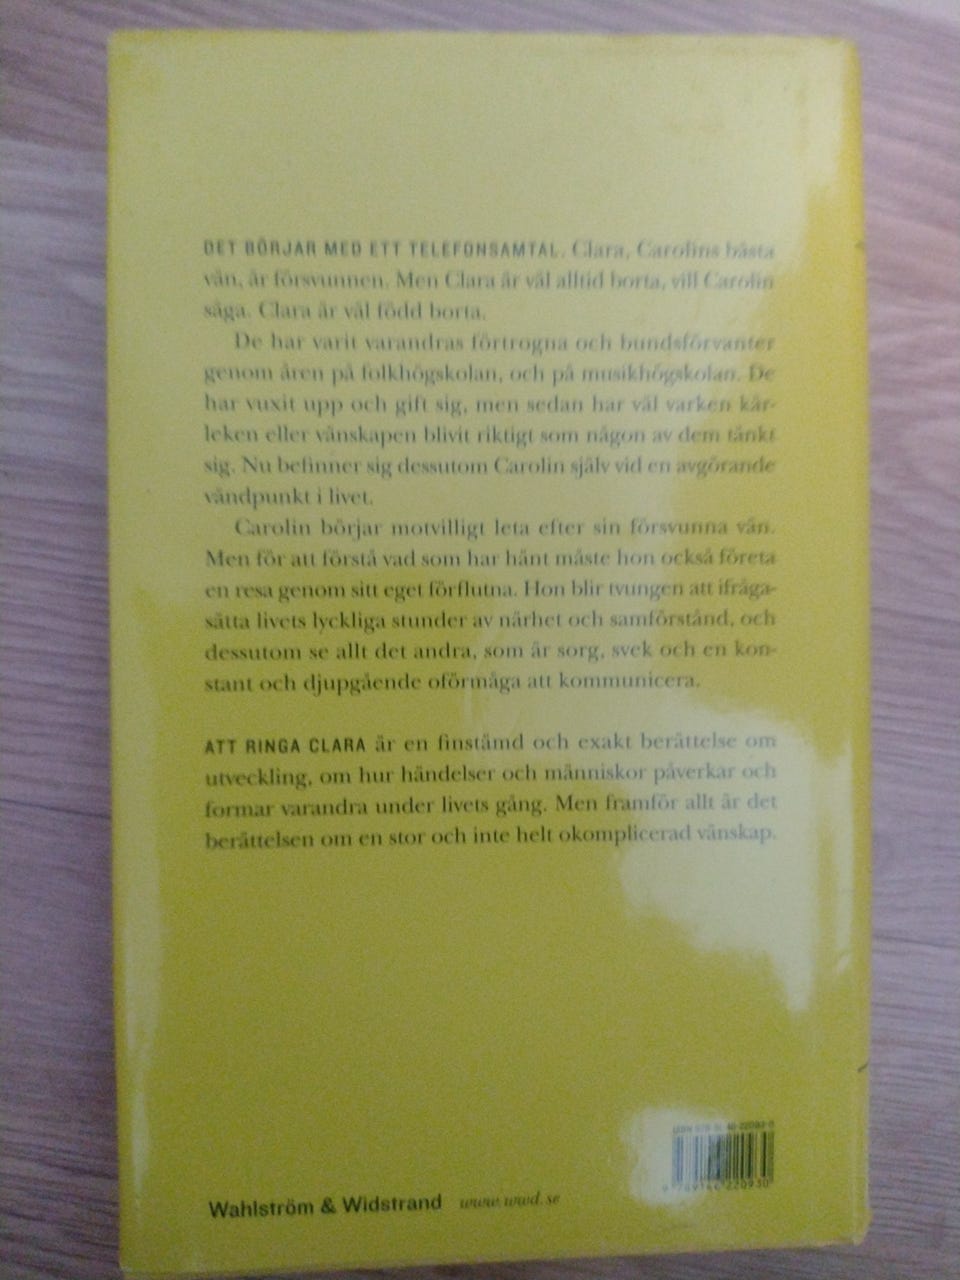 DET BÖRJAR MED ETT TELEFONSAMTAL. Clara, Carolins bästa
vän, är försvunnen. Men Clara är väl alltid borta, vill Carolin
säga. Clara är väl född borta.
De har varit varandras förtrogna och bundsförvanter
genom åren på folkhögskolan, och på musikhögskolan. De
har vuxit upp och gift sig, men sedan har väl varken kär-
leken eller vänskapen blivit riktigt som någon av dem tänkt
sig. Nu befinner sig dessutom Carolin själv vid en avgörande
vändpunkt i livet.
Carolin börjar motvilligt leta efter sin försvunna vän.
Men för att förstå vad som har hänt måste hon också företa
en resa genom sitt eget förflutna. Hon blir tvungen att ifråga-
sätta livets lyckliga stunder av närhet och samförstånd, och
dessutom se allt det andra, som är sorg, svek och en kon-
stant och djupgående oförmåga att kommunicera.
ATT RINGA CLARA är en finstämd och exakt berättelse om
utveckling, om hur händelser och människor påverkar och
formar varandra under livets gång. Men framför allt är det
berättelsen om en stor och inte helt okomplicerad vänskap.
ISBN
Wahlström & Widstrand www.wwd.se